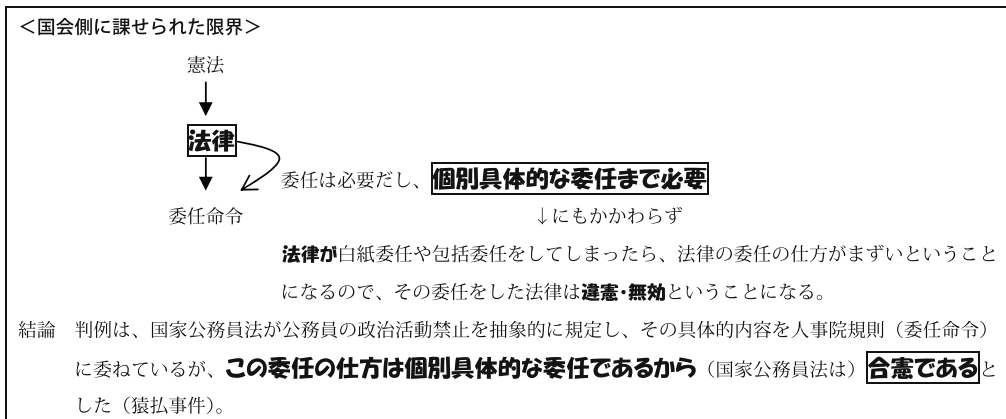 ＜国会側に課せられた限界＞
憲法
法律
委任は必要だし、個別具体的な委任まで必要
委任命令
↓にもかかわらず
法律が白紙委任や包括委任をしてしまったら、法律の委任の仕方がまずいということ
になるので、その委任をした法律は違憲・無効ということになる。
結論　判例は、国家公務員法が公務員の政治活動禁止を抽象的に規定し、その具体的内容を人事院規則（委任命令）
に委ねているが、この委任の仕方は個別具体的な委任であるから（国家公務員法は）合憲であると
した（猿払事件）。